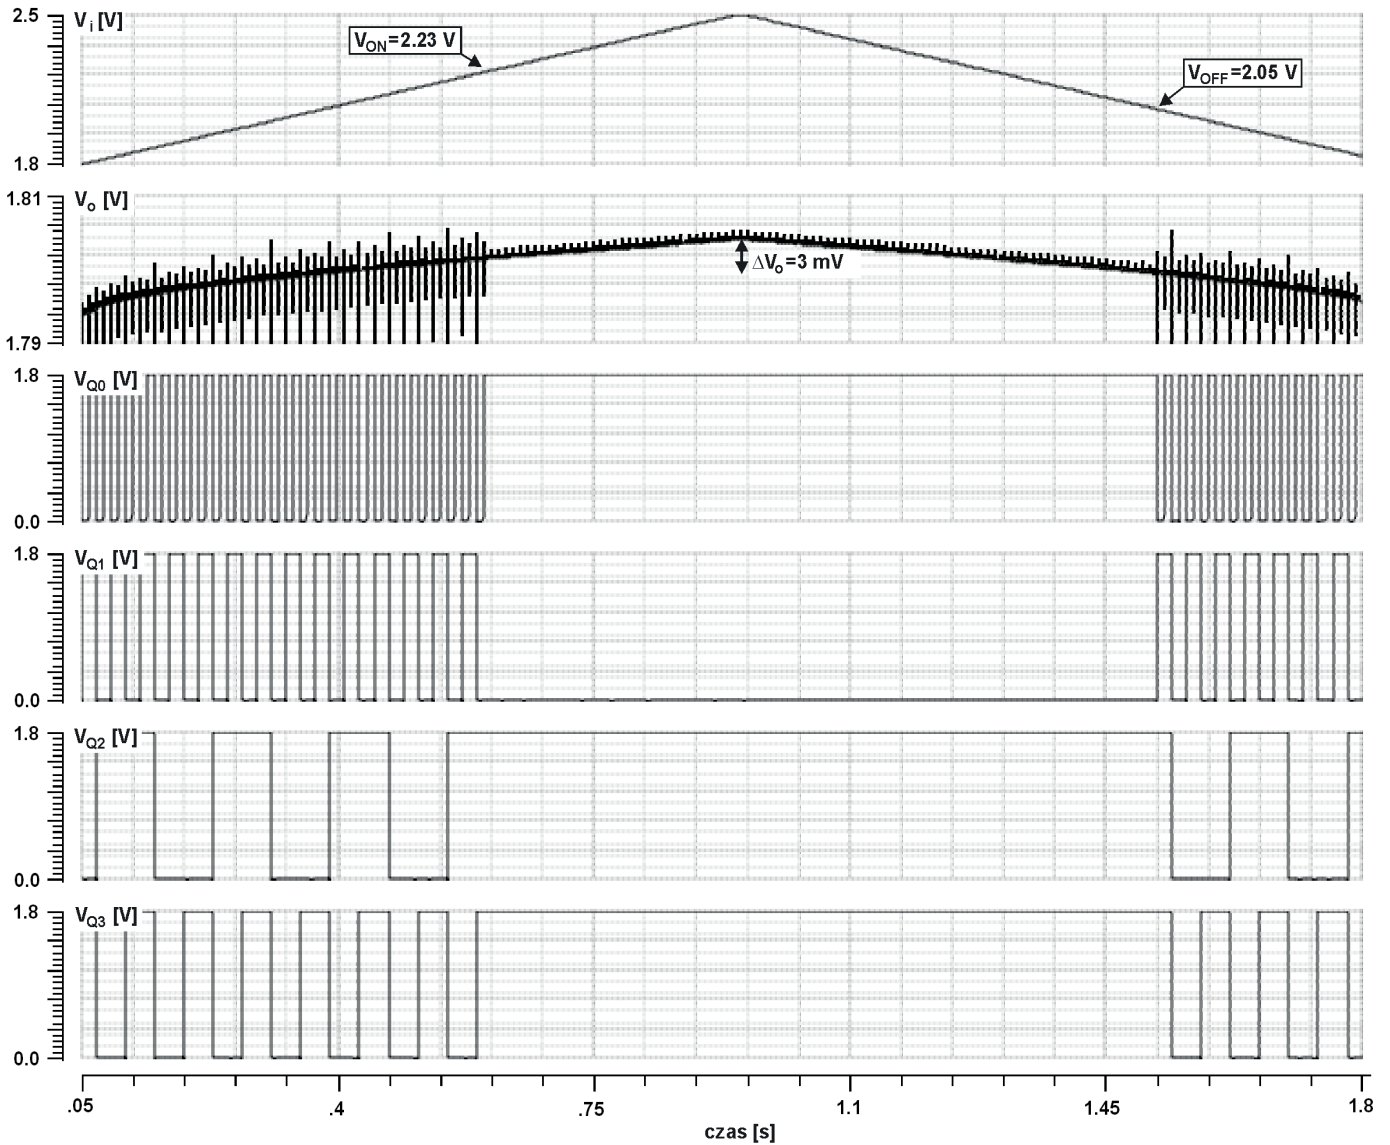 2.5
V_i [V]
V_ON=2.23 V
V_OFF=2.05 V
1.8
1.81
V_o [V]
ΔV_o=3 mV
1.79
1.8
V_Q0 [V]
0.0
1.8
V_Q1 [V]
0.0
1.8
V_Q2 [V]
0.0
1.8
V_Q3 [V]
0.0
.05 .4 .75 1.1 1.45 1.8
czas [s]